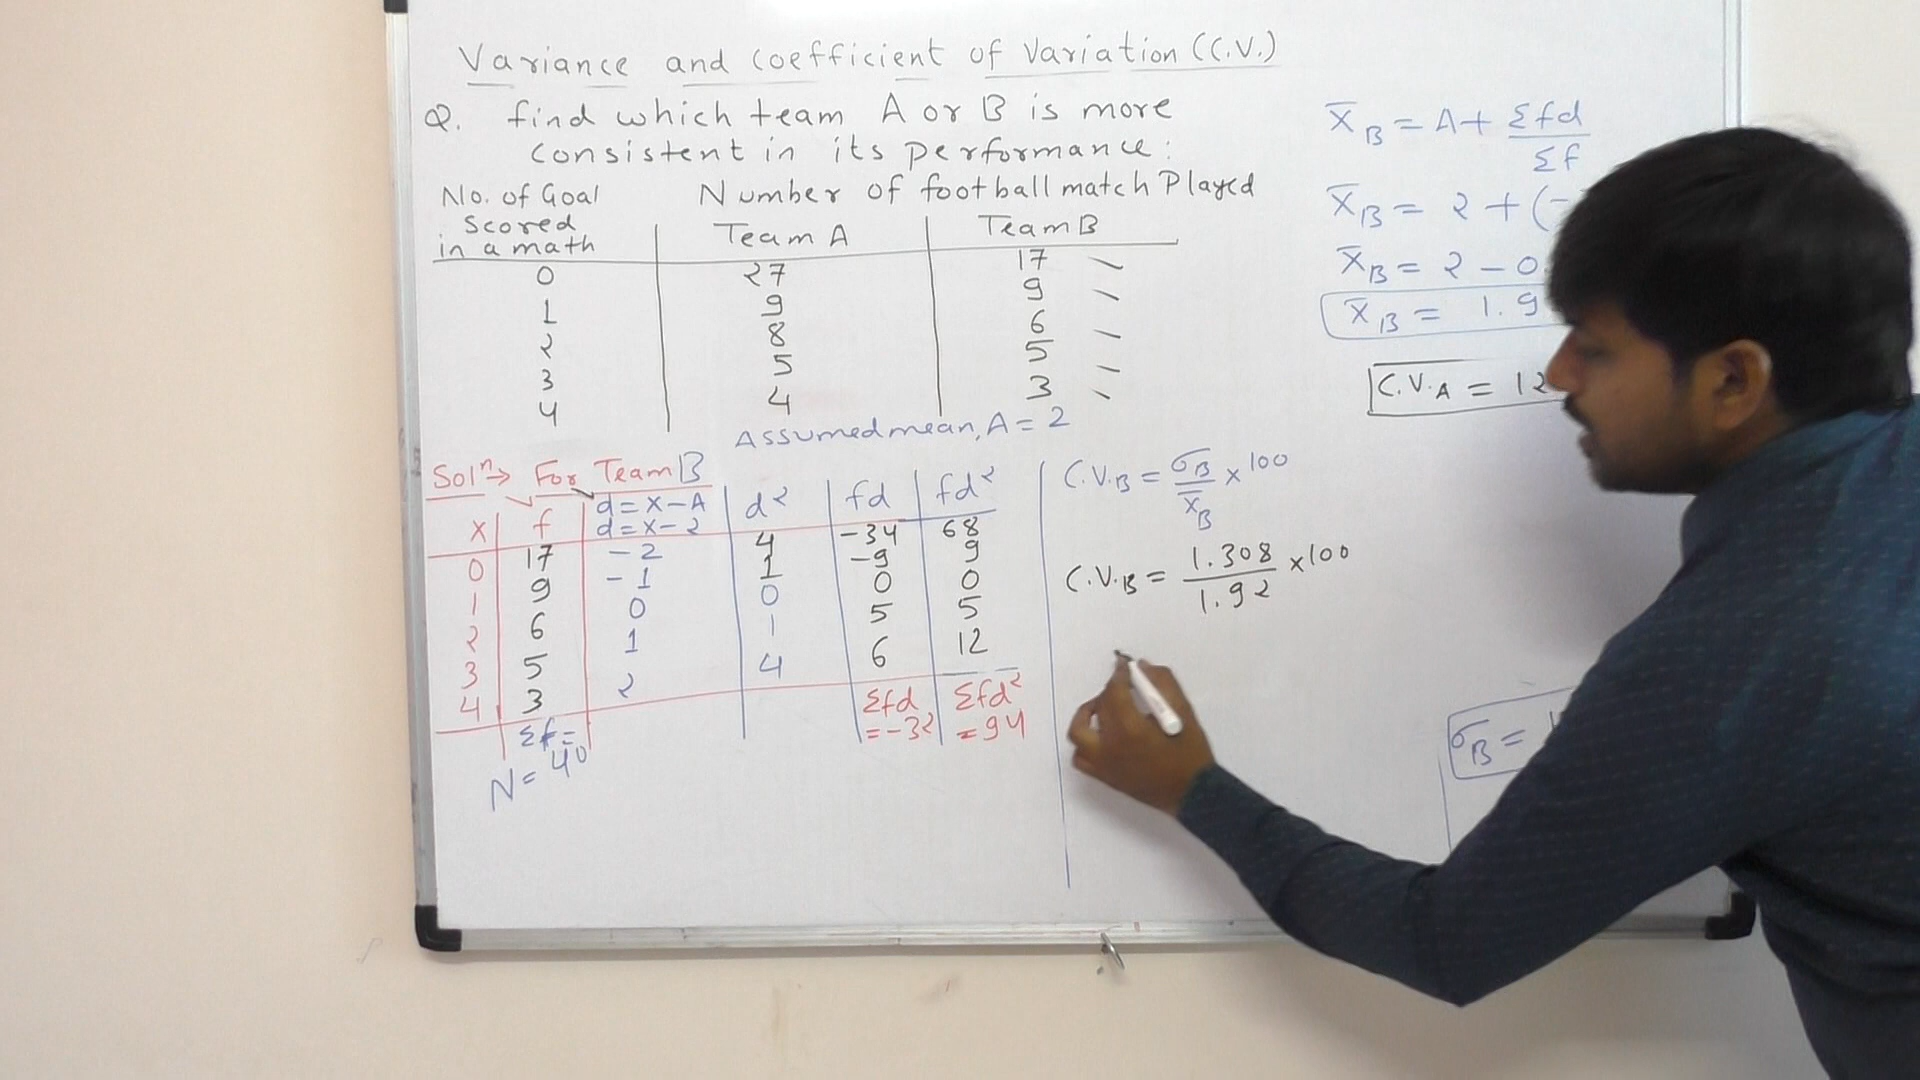 Variance and Coefficient of Variation (C.V.)
Q. find which team A or B is more
consistent in its performance:
No. of Goal Scored in a math | Number of football match Played
Team A | Team B
0 27 17
1 9 9
2 8 6
3 5 5
4 4 3
Assumed mean, A = 2
Solⁿ → For Team B
x | f | d = x - A | d² | fd | fd²
d = x - 2
0 17 -2 4 -34 68
1 9 -1 1 -9 9
2 6 0 0 0 0
3 5 1 1 5 5
4 3 2 4 6 12
Σf = 40 | Σfd = -32 | Σfd² = 94
N =
C.V.B = σB / x̄B × 100
C.V.B = 1.308 / 1.92 × 100
x̄B = A + Σfd / Σf
x̄B = 2 + (-
x̄B = 2 - 0.
x̄B = 1.9
C.V.A = 12
σB = 1